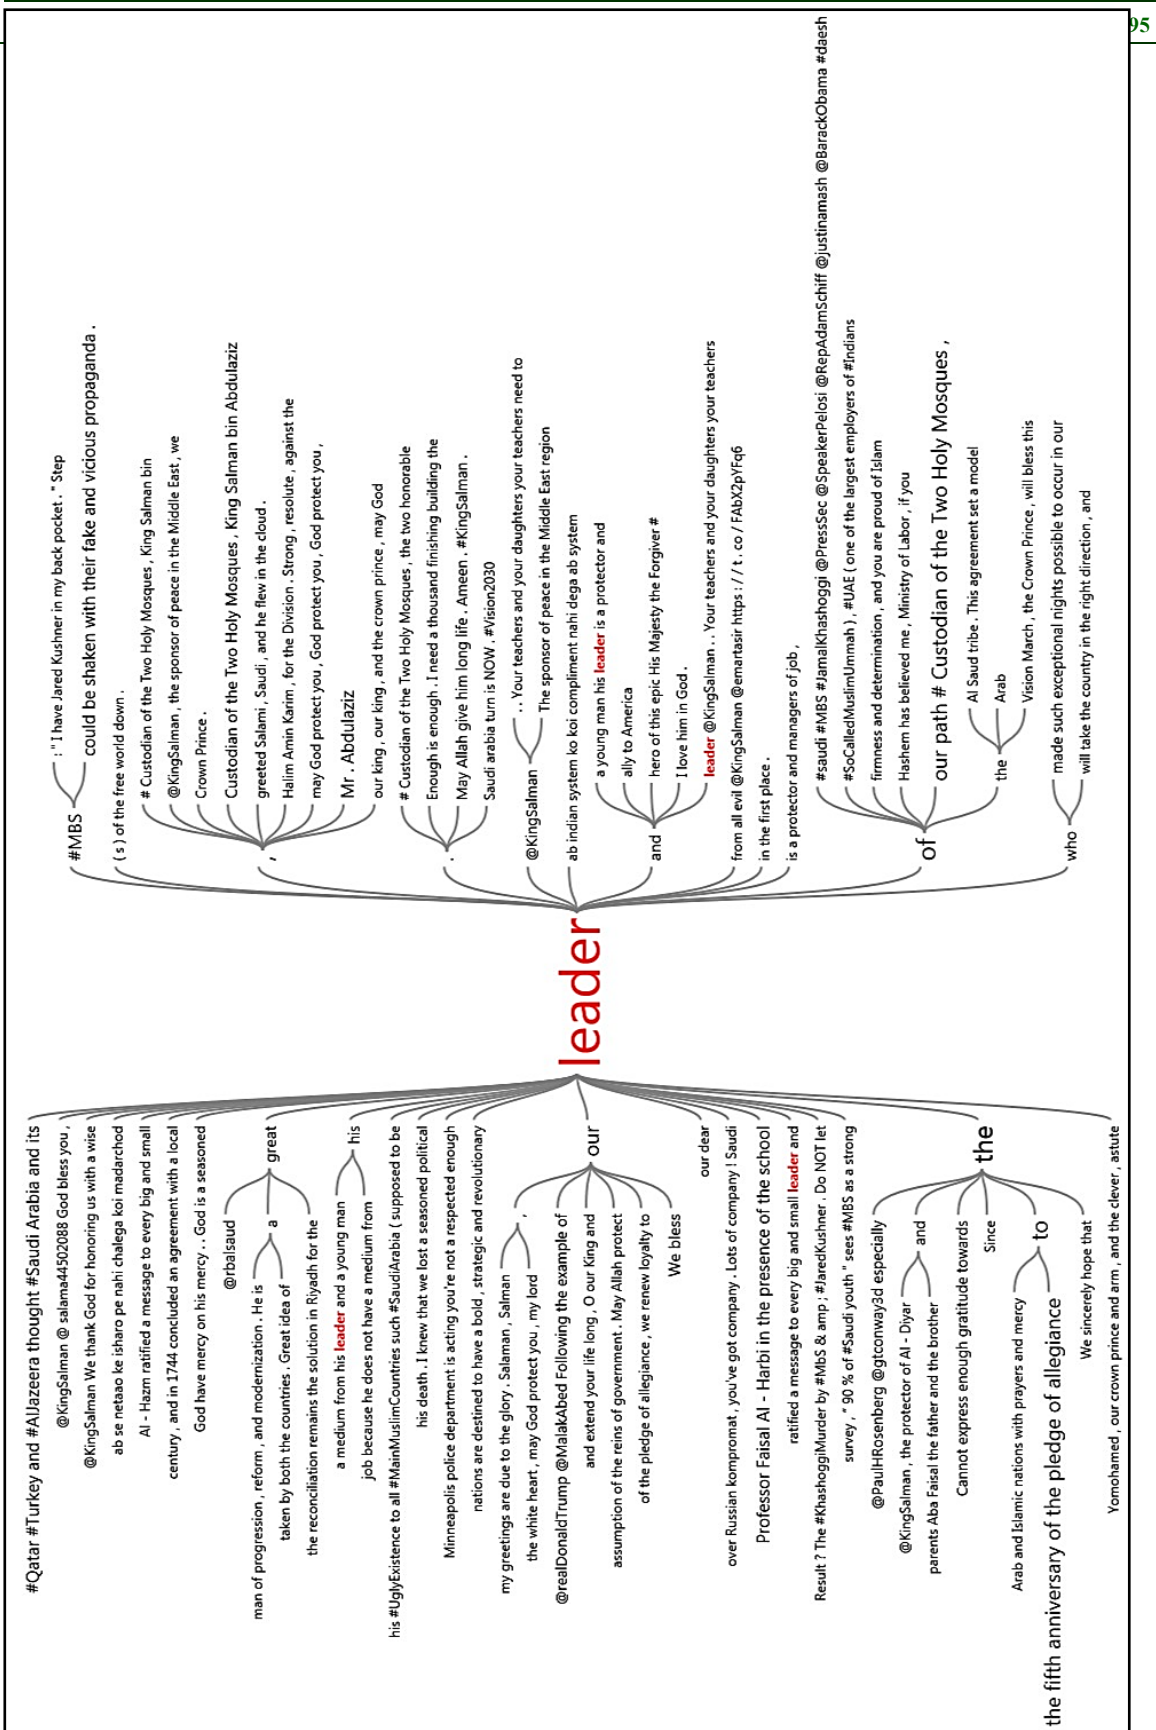 95
#Qatar #Turkey and #AlJazeera thought #Saudi Arabia and its
@KingSalman @ salama44502088 God bless you ,
@KingSalman We thank God for honoring us with a wise
ab se netaao ke isharo pe nahi chalega koi madarchod
Al - Hazm ratified a message to every big and small
century , and in 1744 concluded an agreement with a local
God have mercy on his mercy . . God is a seasoned
@rbalsaud
great
man of progression , reform , and modernization . He is
a
taken by both the countries . Great idea of
the reconciliation remains the solution in Riyadh for the
a medium from his leader and a young man
his
job because he does not have a medium from
his #UglyExistence to all #MainMuslimCountries such #SaudiArabia ( supposed to be
his death . I knew that we lost a seasoned political
Minneapolis police department is acting you're not a respected enough
nations are destined to have a bold , strategic and revolutionary
my greetings are due to the glory . Salaman , Salman
,
the white heart , may God protect you , my lord
@realDonaldTrump @MalakAbed Following the example of
our
and extend your life long , O our King and
assumption of the reins of government . May Allah protect
of the pledge of allegiance , we renew loyalty to
We bless
our dear
over Russian kompromat , you've got company . Lots of company ! Saudi
Professor Faisal Al - Harbi in the presence of the school
ratified a message to every big and small leader and
Result ? The #KhashoggiMurder by #MbS & amp ; #JaredKushner . Do NOT let
survey , " 90 % of #Saudi youth " sees #MBS as a strong
@PaulHRosenberg @gtconway3d especially
@KingSalman , the protector of Al - Diyar
and
parents Aba Faisal the father and the brother
Cannot express enough gratitude towards
the
Since
Arab and Islamic nations with prayers and mercy
to
the fifth anniversary of the pledge of allegiance
We sincerely hope that
Yomohamed , our crown prince and arm , and the clever , astute
leader
#MBS
: " I have Jared Kushner in my back pocket . " Step
could be shaken with their fake and vicious propaganda .
( s ) of the free world down .
,
# Custodian of the Two Holy Mosques , King Salman bin
@KingSalman , the sponsor of peace in the Middle East , we
Crown Prince .
Custodian of the Two Holy Mosques , King Salman bin Abdulaziz
greeted Salami , Saudi , and he flew in the cloud .
Halim Amin Karim , for the Division . Strong , resolute , against the
may God protect you , God protect you , God protect you ,
Mr . Abdulaziz
our king , our king , and the crown prince , may God
.
# Custodian of the Two Holy Mosques , the two honorable
Enough is enough . I need a thousand finishing building the
May Allah give him long life . Ameen . #KingSalman .
Saudi arabia turn is NOW . #Vision2030
@KingSalman
. . Your teachers and your daughters your teachers need to
The sponsor of peace in the Middle East region
ab indian system ko koi compliment nahi dega ab system
and
a young man his leader is a protector and
ally to America
hero of this epic His Majesty the Forgiver #
I love him in God .
leader @KingSalman . . Your teachers and your daughters your teachers
from all evil @KingSalman @emartasir https : / / t . co / FAbX2pYFq6
in the first place .
is a protector and managers of job ,
of
#saudi #MBS #JamalKhashoggi @PressSec @SpeakerPelosi @RepAdamSchiff @justinamash @BarackObama #daesh
#SoCalledMuslimUmmah ) , #UAE ( one of the largest employers of #Indians
firmness and determination , and you are proud of Islam
Hashem has believed me , Ministry of Labor , if you
our path # Custodian of the Two Holy Mosques ,
the
Al Saud tribe . This agreement set a model
Arab
Vision March , the Crown Prince , will bless this
who
made such exceptional nights possible to occur in our
will take the country in the right direction , and